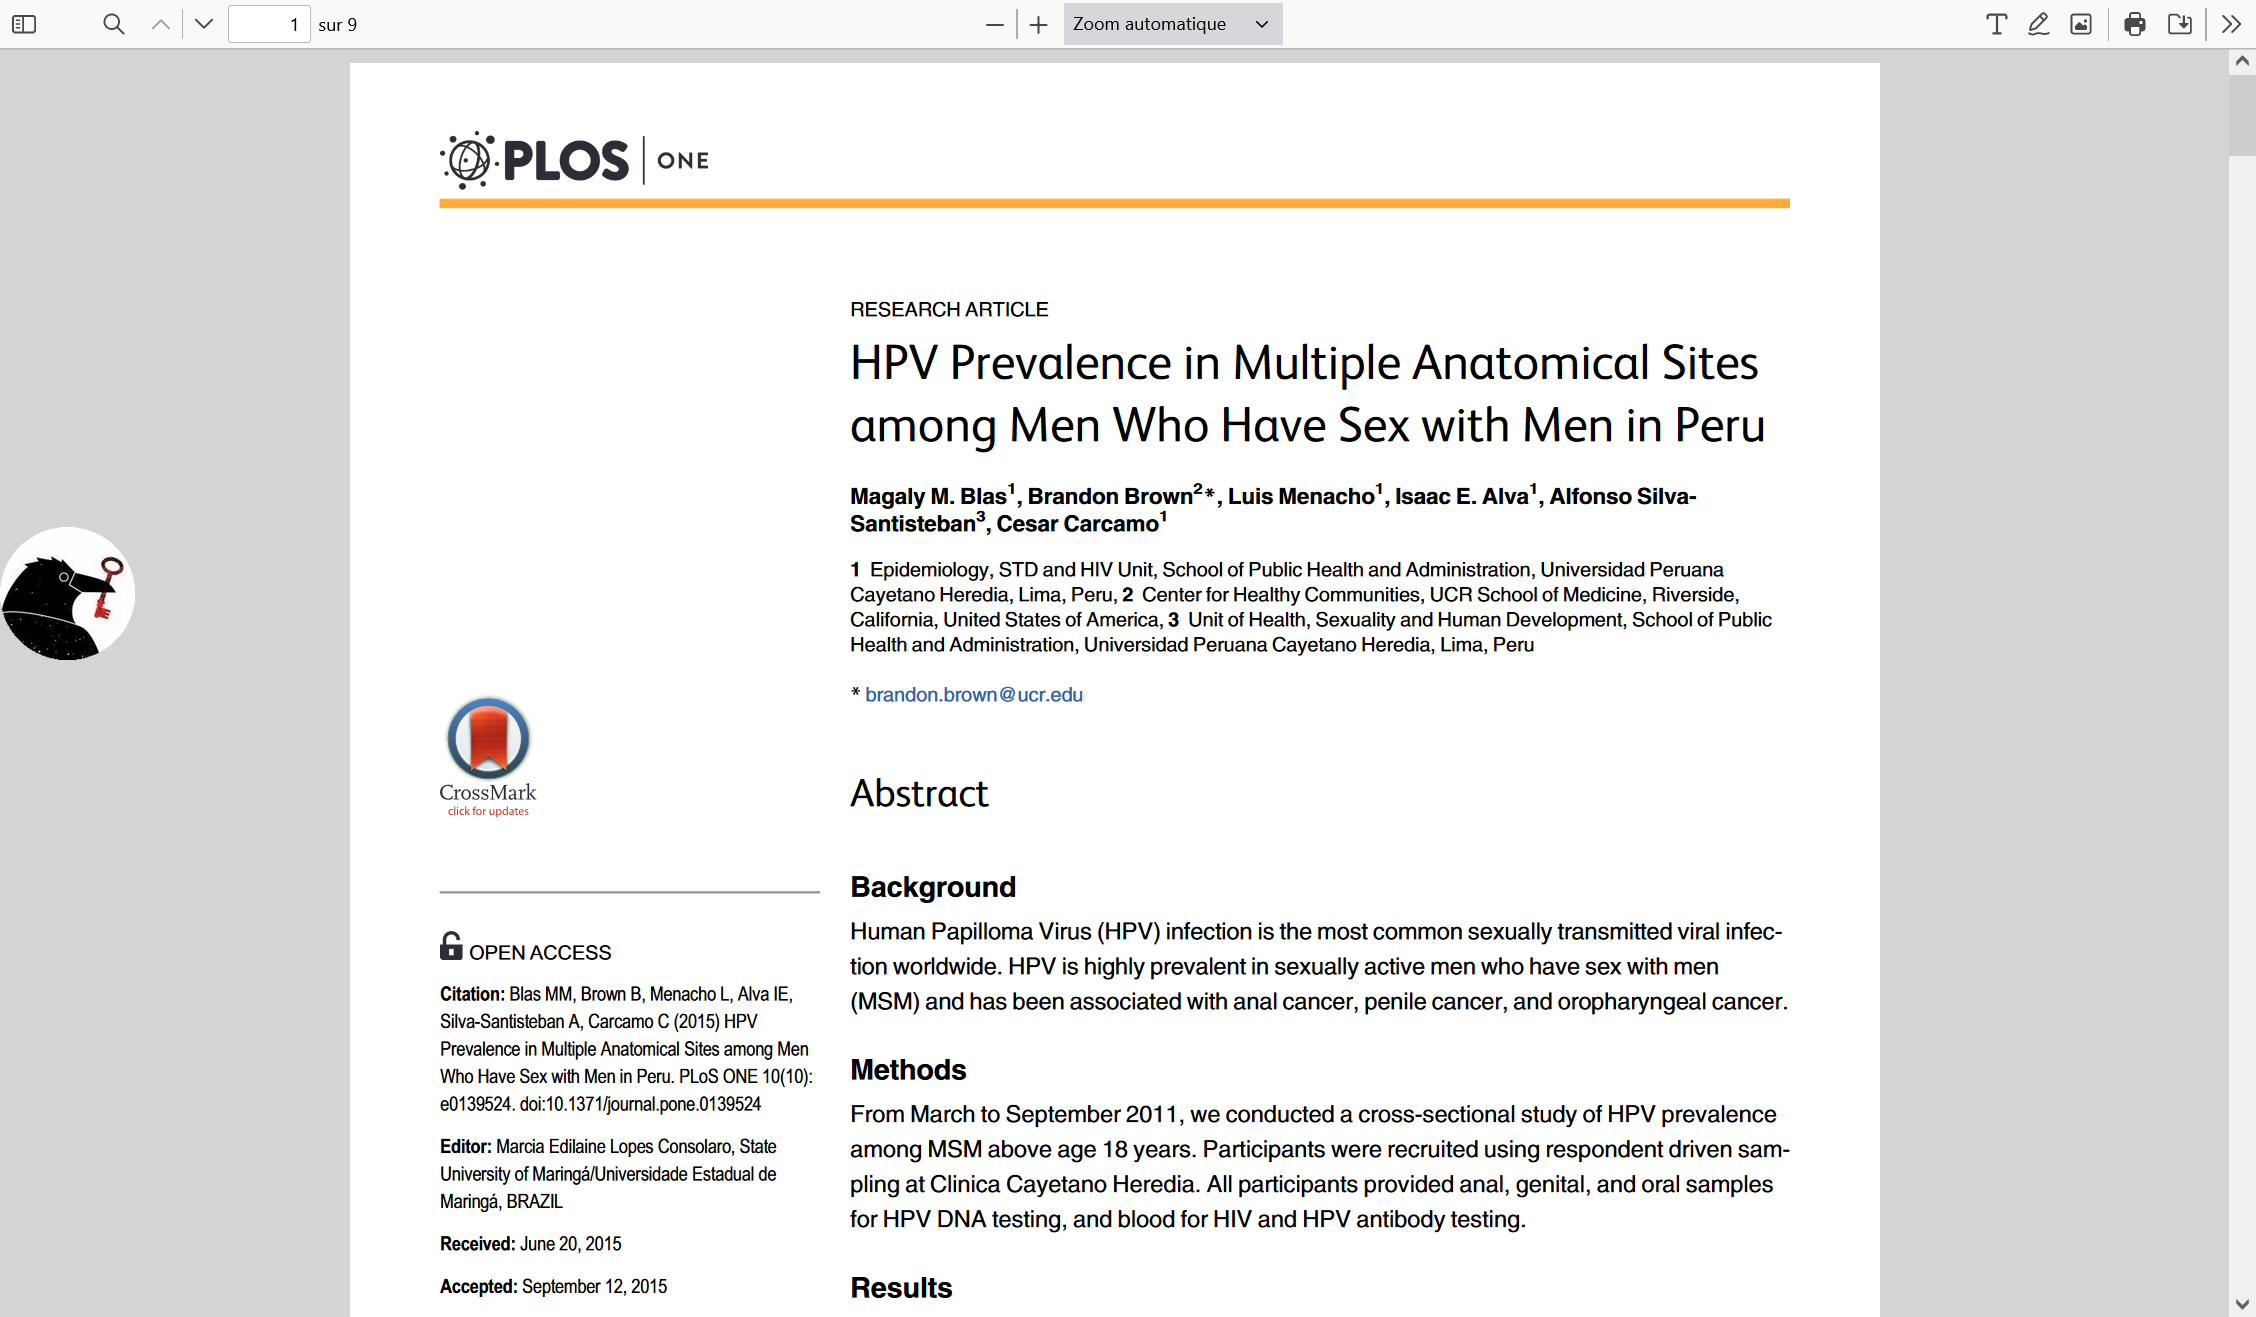 1 sur 9
Zoom automatique
PLOS | ONE
RESEARCH ARTICLE
HPV Prevalence in Multiple Anatomical Sites
among Men Who Have Sex with Men in Peru
Magaly M. Blas1, Brandon Brown2*, Luis Menacho1, Isaac E. Alva1, Alfonso Silva-
Santisteban3, Cesar Carcamo1
1 Epidemiology, STD and HIV Unit, School of Public Health and Administration, Universidad Peruana
Cayetano Heredia, Lima, Peru, 2 Center for Healthy Communities, UCR School of Medicine, Riverside,
California, United States of America, 3 Unit of Health, Sexuality and Human Development, School of Public
Health and Administration, Universidad Peruana Cayetano Heredia, Lima, Peru
* brandon.brown@ucr.edu
CrossMark
click for updates
OPEN ACCESS
Citation: Blas MM, Brown B, Menacho L, Alva IE,
Silva-Santisteban A, Carcamo C (2015) HPV
Prevalence in Multiple Anatomical Sites among Men
Who Have Sex with Men in Peru. PLoS ONE 10(10):
e0139524. doi:10.1371/journal.pone.0139524
Editor: Marcia Edilaine Lopes Consolaro, State
University of Maringá/Universidade Estadual de
Maringá, BRAZIL
Received: June 20, 2015
Accepted: September 12, 2015
Abstract
Background
Human Papilloma Virus (HPV) infection is the most common sexually transmitted viral infec-
tion worldwide. HPV is highly prevalent in sexually active men who have sex with men
(MSM) and has been associated with anal cancer, penile cancer, and oropharyngeal cancer.
Methods
From March to September 2011, we conducted a cross-sectional study of HPV prevalence
among MSM above age 18 years. Participants were recruited using respondent driven sam-
pling at Clinica Cayetano Heredia. All participants provided anal, genital, and oral samples
for HPV DNA testing, and blood for HIV and HPV antibody testing.
Results